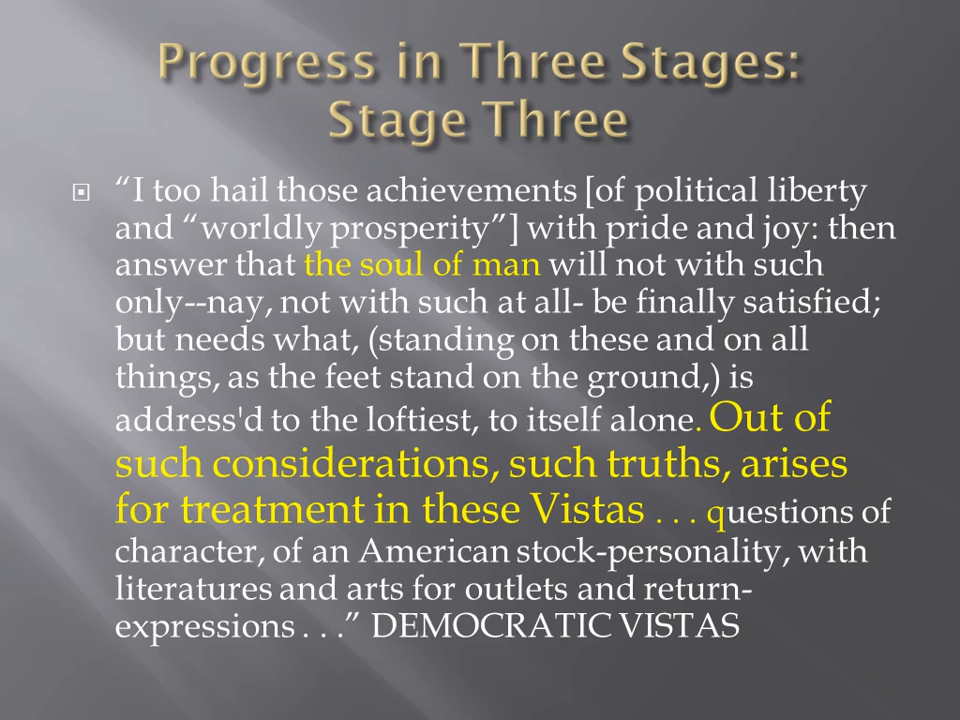 Progress in Three Stages:
Stage Three
“I too hail those achievements [of political liberty
and “worldly prosperity”] with pride and joy: then
answer that the soul of man will not with such
only--nay, not with such at all- be finally satisfied;
but needs what, (standing on these and on all
things, as the feet stand on the ground,) is
address'd to the loftiest, to itself alone. Out of
such considerations, such truths, arises
for treatment in these Vistas . . . questions of
character, of an American stock-personality, with
literatures and arts for outlets and return-
expressions . . .” DEMOCRATIC VISTAS